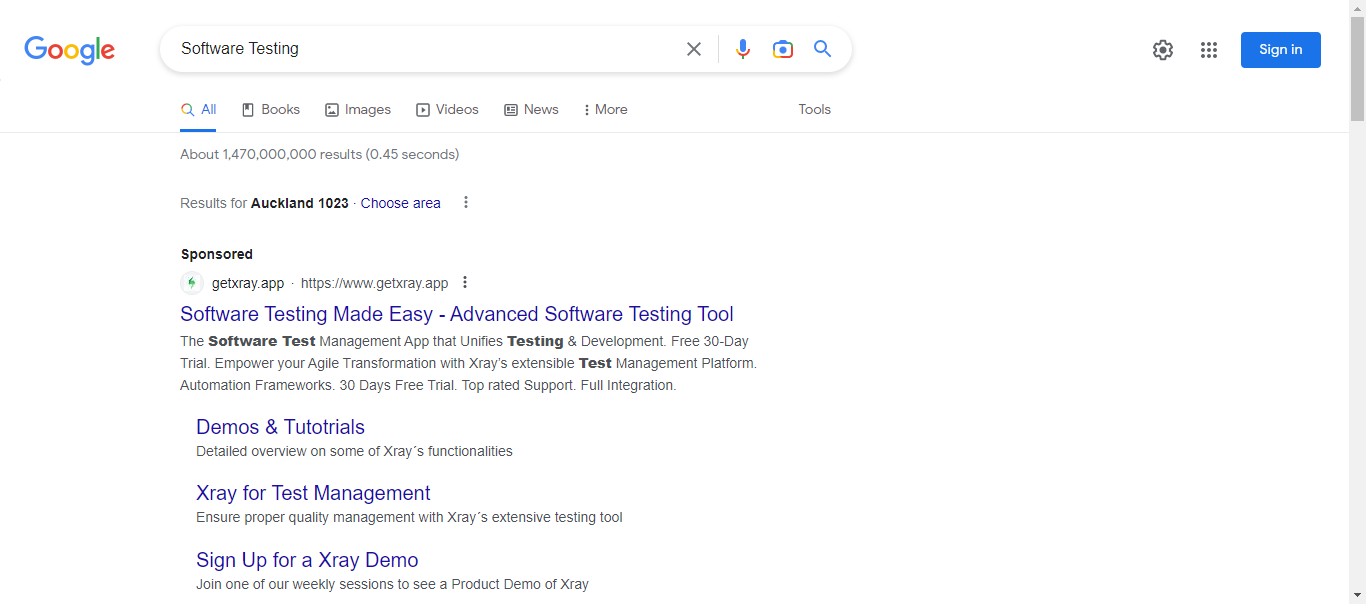 Google
Software Testing
Sign in
All Books Images Videos News More Tools
About 1,470,000,000 results (0.45 seconds)
Results for Auckland 1023 · Choose area
Sponsored
getxray.app · https://www.getxray.app
Software Testing Made Easy - Advanced Software Testing Tool
The Software Test Management App that Unifies Testing & Development. Free 30-Day
Trial. Empower your Agile Transformation with Xray’s extensible Test Management Platform.
Automation Frameworks. 30 Days Free Trial. Top rated Support. Full Integration.
Demos & Tutotrials
Detailed overview on some of Xray´s functionalities
Xray for Test Management
Ensure proper quality management with Xray´s extensive testing tool
Sign Up for a Xray Demo
Join one of our weekly sessions to see a Product Demo of Xray